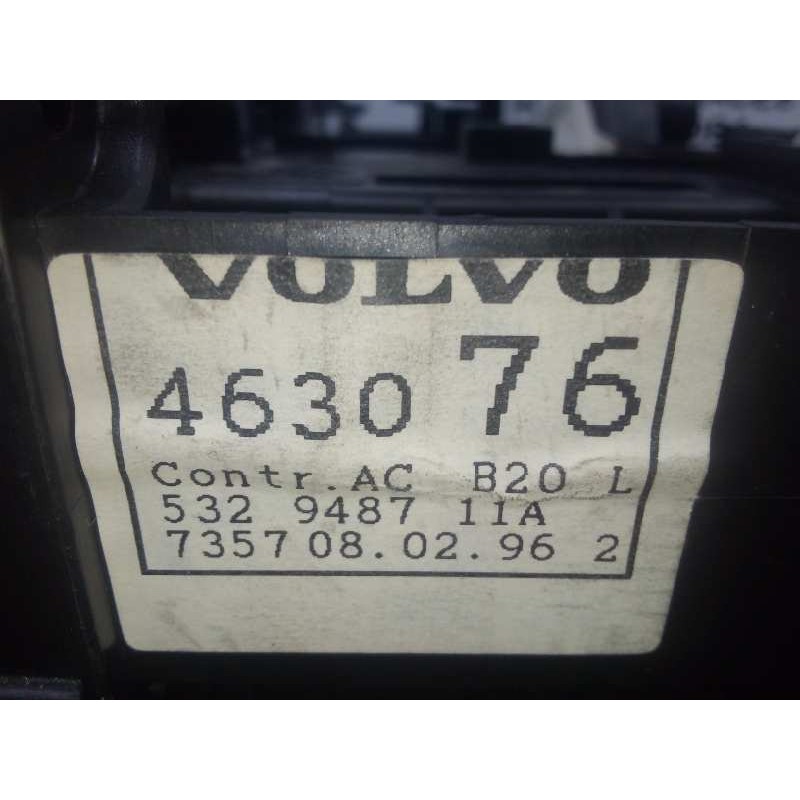 VOLVO
4630 76
Contr.AC B20 L
532 9487 11A
7357 08.02.96 2